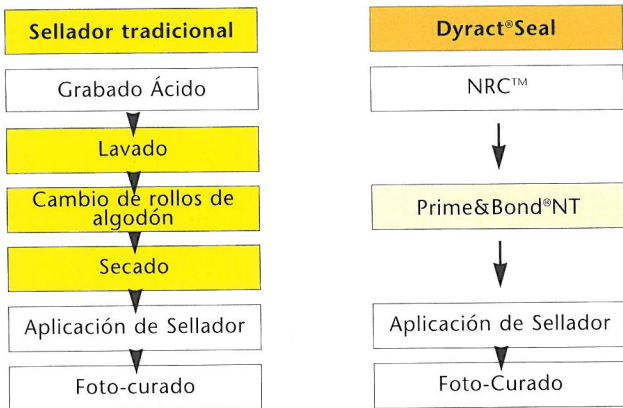 Sellador tradicional
Grabado Ácido
Lavado
Cambio de rollos de
algodón
Secado
Aplicación de Sellador
Foto-curado
Dyract®Seal
NRC™
Prime&Bond®NT
Aplicación de Sellador
Foto-Curado